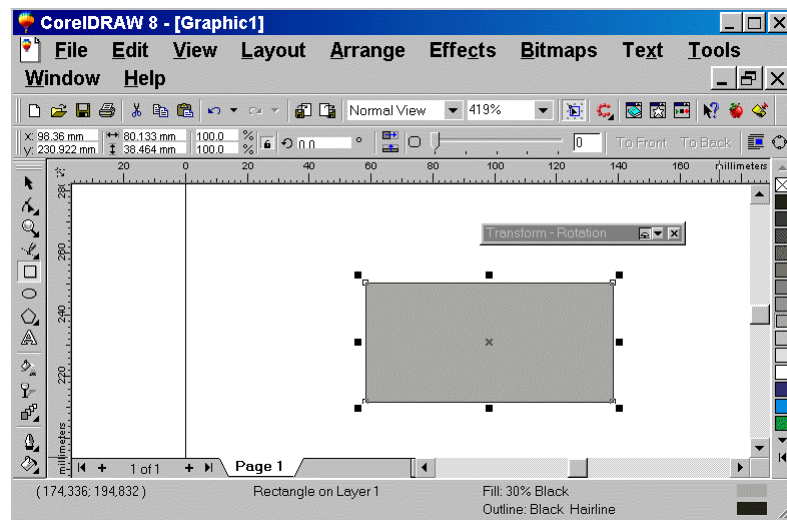 CorelDRAW 8 - [Graphic1]
File Edit View Layout Arrange Effects Bitmaps Text Tools
Window Help
Normal View 419%
x: 98.36 mm 80.133 mm 100.0 % 0.0 ° 0 To Front To Back
y: 230.922 mm 38.464 mm 100.0 %
20 0 20 40 60 80 100 120 140 160 millimeters
280
Transform - Rotation
260
240
220
millimeters
1 of 1 Page 1
( 174,336; 194,832 ) Rectangle on Layer 1 Fill: 30% Black
Outline: Black Hairline